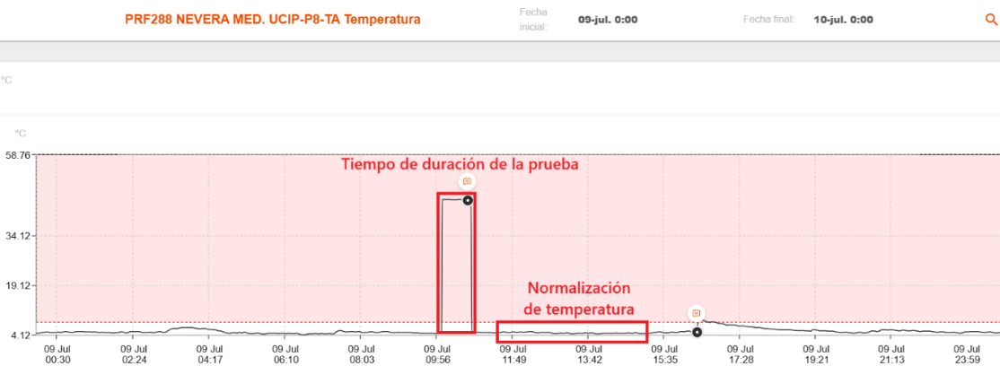 PRF288 NEVERA MED. UCIP-P8-TA Temperatura
Fecha
inicial:
09-jul. 0:00
Fecha final:
10-jul. 0:00
°C
°C
58.76
Tiempo de duración de la prueba
34.12
19.12
Normalización
de temperatura
4.12
09 Jul 09 Jul 09 Jul 09 Jul 09 Jul 09 Jul 09 Jul 09 Jul 09 Jul 09 Jul 09 Jul 09 Jul 09 Jul
00:30 02:24 04:17 06:10 08:03 09:56 11:49 13:42 15:35 17:28 19:21 21:13 23:59